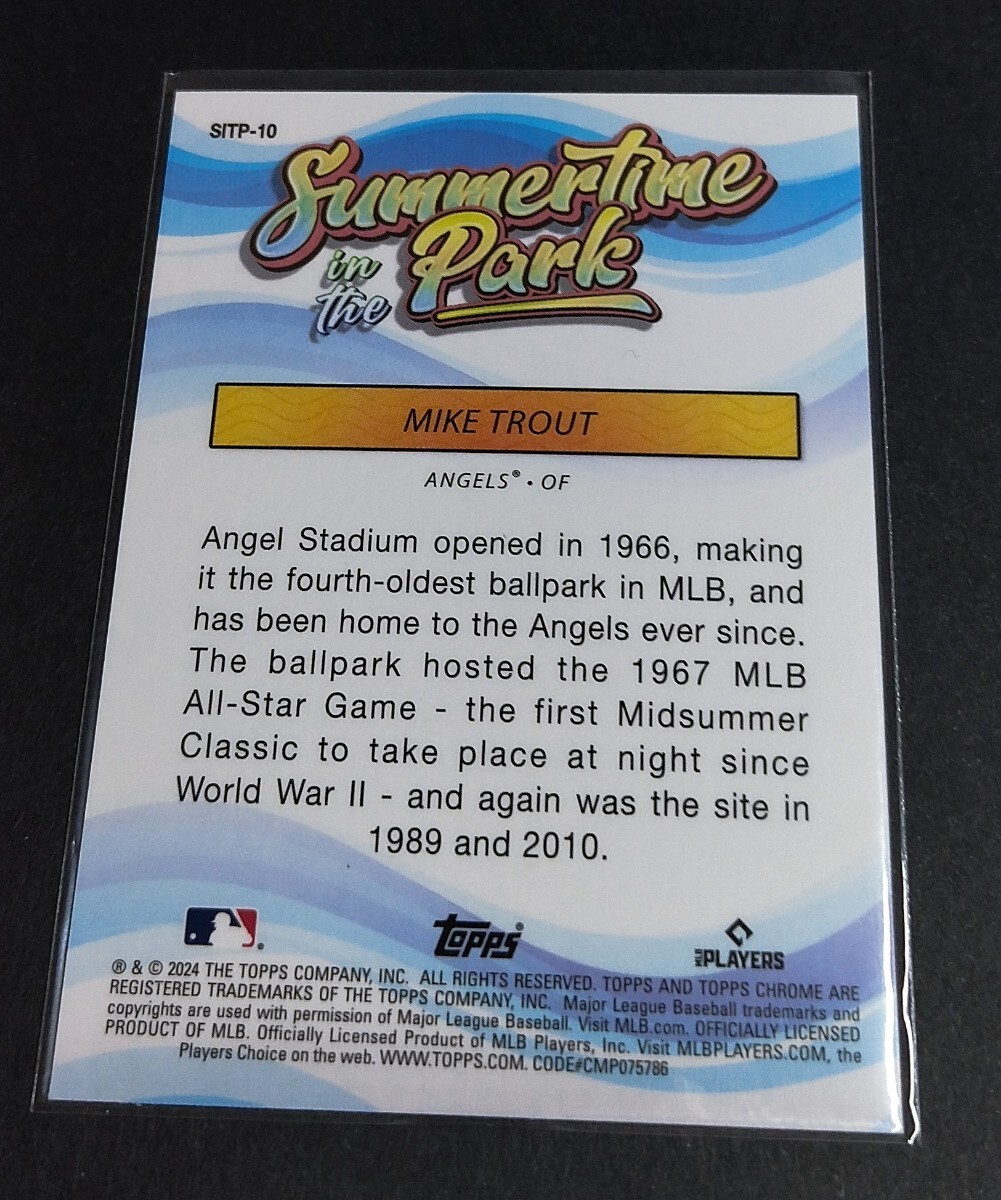 SITP-10
Summertime
in the Park
MIKE TROUT
ANGELS® • OF
Angel Stadium opened in 1966, making
it the fourth-oldest ballpark in MLB, and
has been home to the Angels ever since.
The ballpark hosted the 1967 MLB
All-Star Game - the first Midsummer
Classic to take place at night since
World War II - and again was the site in
1989 and 2010.
topps®
MLB PLAYERS
® & © 2024 THE TOPPS COMPANY, INC. ALL RIGHTS RESERVED. TOPPS AND TOPPS CHROME ARE
REGISTERED TRADEMARKS OF THE TOPPS COMPANY, INC. Major League Baseball trademarks and
copyrights are used with permission of Major League Baseball. Visit MLB.com. OFFICIALLY LICENSED
PRODUCT OF MLB. Officially Licensed Product of MLB Players, Inc. Visit MLBPLAYERS.COM, the
Players Choice on the web. WWW.TOPPS.COM. CODE#CMP075786